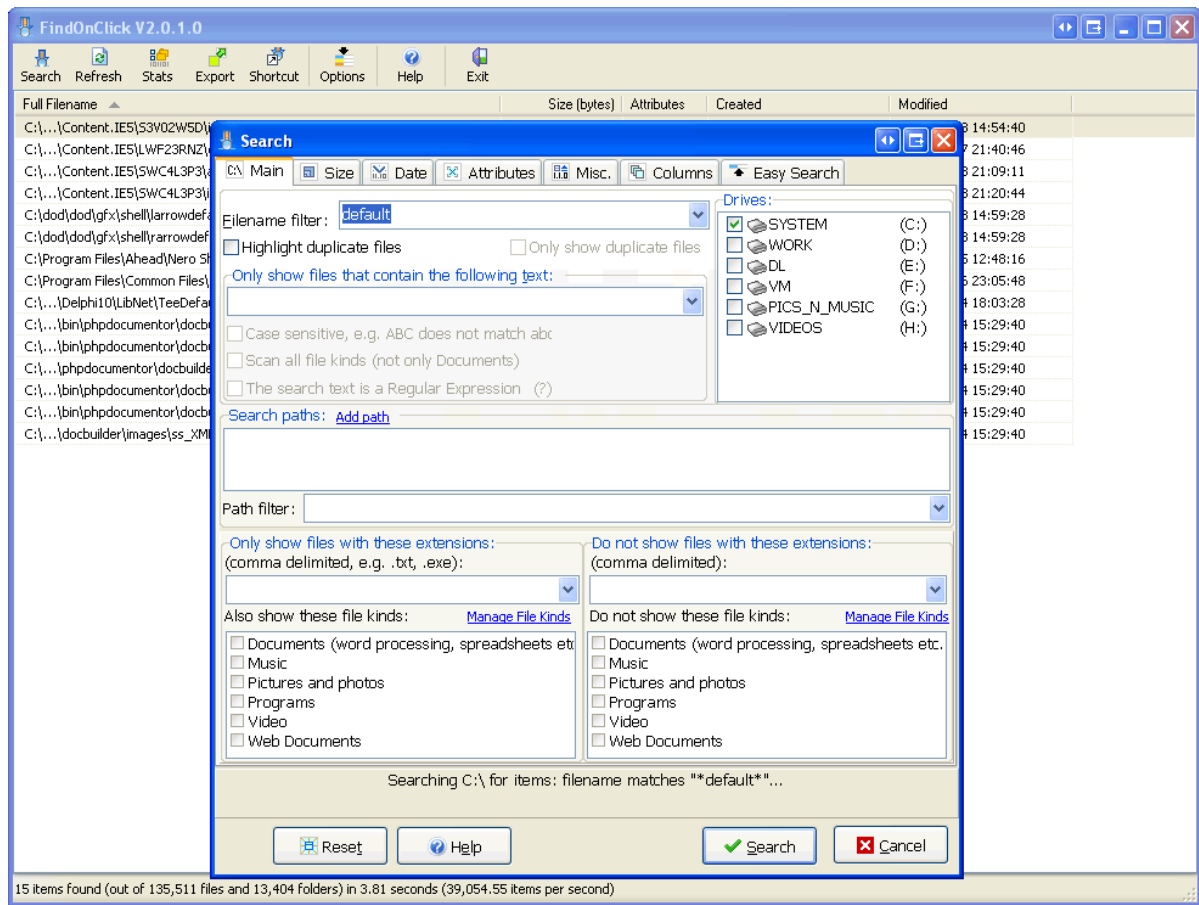 FindOnClick V2.0.1.0
Search Refresh Stats Export Shortcut Options Help Exit
Full Filename Size (bytes) Attributes Created Modified
C:\...\Content.IE5\S3V02W5D\ 14:54:40
C:\...\Content.IE5\LWF23RNZ\ 21:40:46
C:\...\Content.IE5\SWC4L3P3\ 21:09:11
C:\...\Content.IE5\SWC4L3P3\ 21:20:44
C:\dod\dod\gfx\shell\larrowdef 14:59:28
C:\dod\dod\gfx\shell\rarrowdef 14:59:28
C:\Program Files\Ahead\Nero 12:48:16
C:\Program Files\Common Files\ 23:05:48
C:\...\Delphi10\LibNet\TeeDefa 18:03:28
C:\...\bin\phpdocumentor\docb 15:29:40
C:\...\bin\phpdocumentor\docb 15:29:40
C:\...\phpdocumentor\docbuilde 15:29:40
C:\...\bin\phpdocumentor\docb 15:29:40
C:\...\bin\phpdocumentor\docb 15:29:40
C:\...\docbuilder\images\ss_XM 15:29:40
Search
Main Size Date Attributes Misc. Columns Easy Search
Filename filter: default
Highlight duplicate files Only show duplicate files
Only show files that contain the following text:
Case sensitive, e.g. ABC does not match abc
Scan all file kinds (not only Documents)
The search text is a Regular Expression (?)
Drives:
SYSTEM (C:)
WORK (D:)
DL (E:)
VM (F:)
PICS_N_MUSIC (G:)
VIDEOS (H:)
Search paths: Add path
Path filter:
Only show files with these extensions:
(comma delimited, e.g. .txt, .exe):
Also show these file kinds: Manage File Kinds
Documents (word processing, spreadsheets etc
Music
Pictures and photos
Programs
Video
Web Documents
Do not show files with these extensions:
(comma delimited):
Do not show these file kinds: Manage File Kinds
Documents (word processing, spreadsheets etc.
Music
Pictures and photos
Programs
Video
Web Documents
Searching C:\ for items: filename matches "*default*"...
Reset Help Search Cancel
15 items found (out of 135,511 files and 13,404 folders) in 3.81 seconds (39,054.55 items per second)